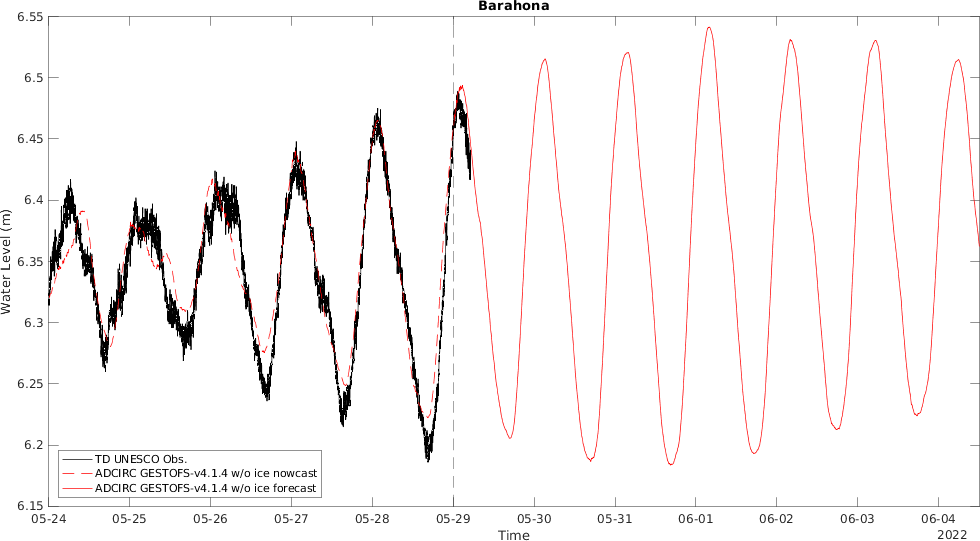 Barahona
6.55
6.5
6.45
6.4
6.35
6.3
6.25
6.2
6.15
Water Level (m)
TD UNESCO Obs.
ADCIRC GESTOFS-v4.1.4 w/o ice nowcast
ADCIRC GESTOFS-v4.1.4 w/o ice forecast
05-24 05-25 05-26 05-27 05-28 05-29 05-30 05-31 06-01 06-02 06-03 06-04
Time
2022